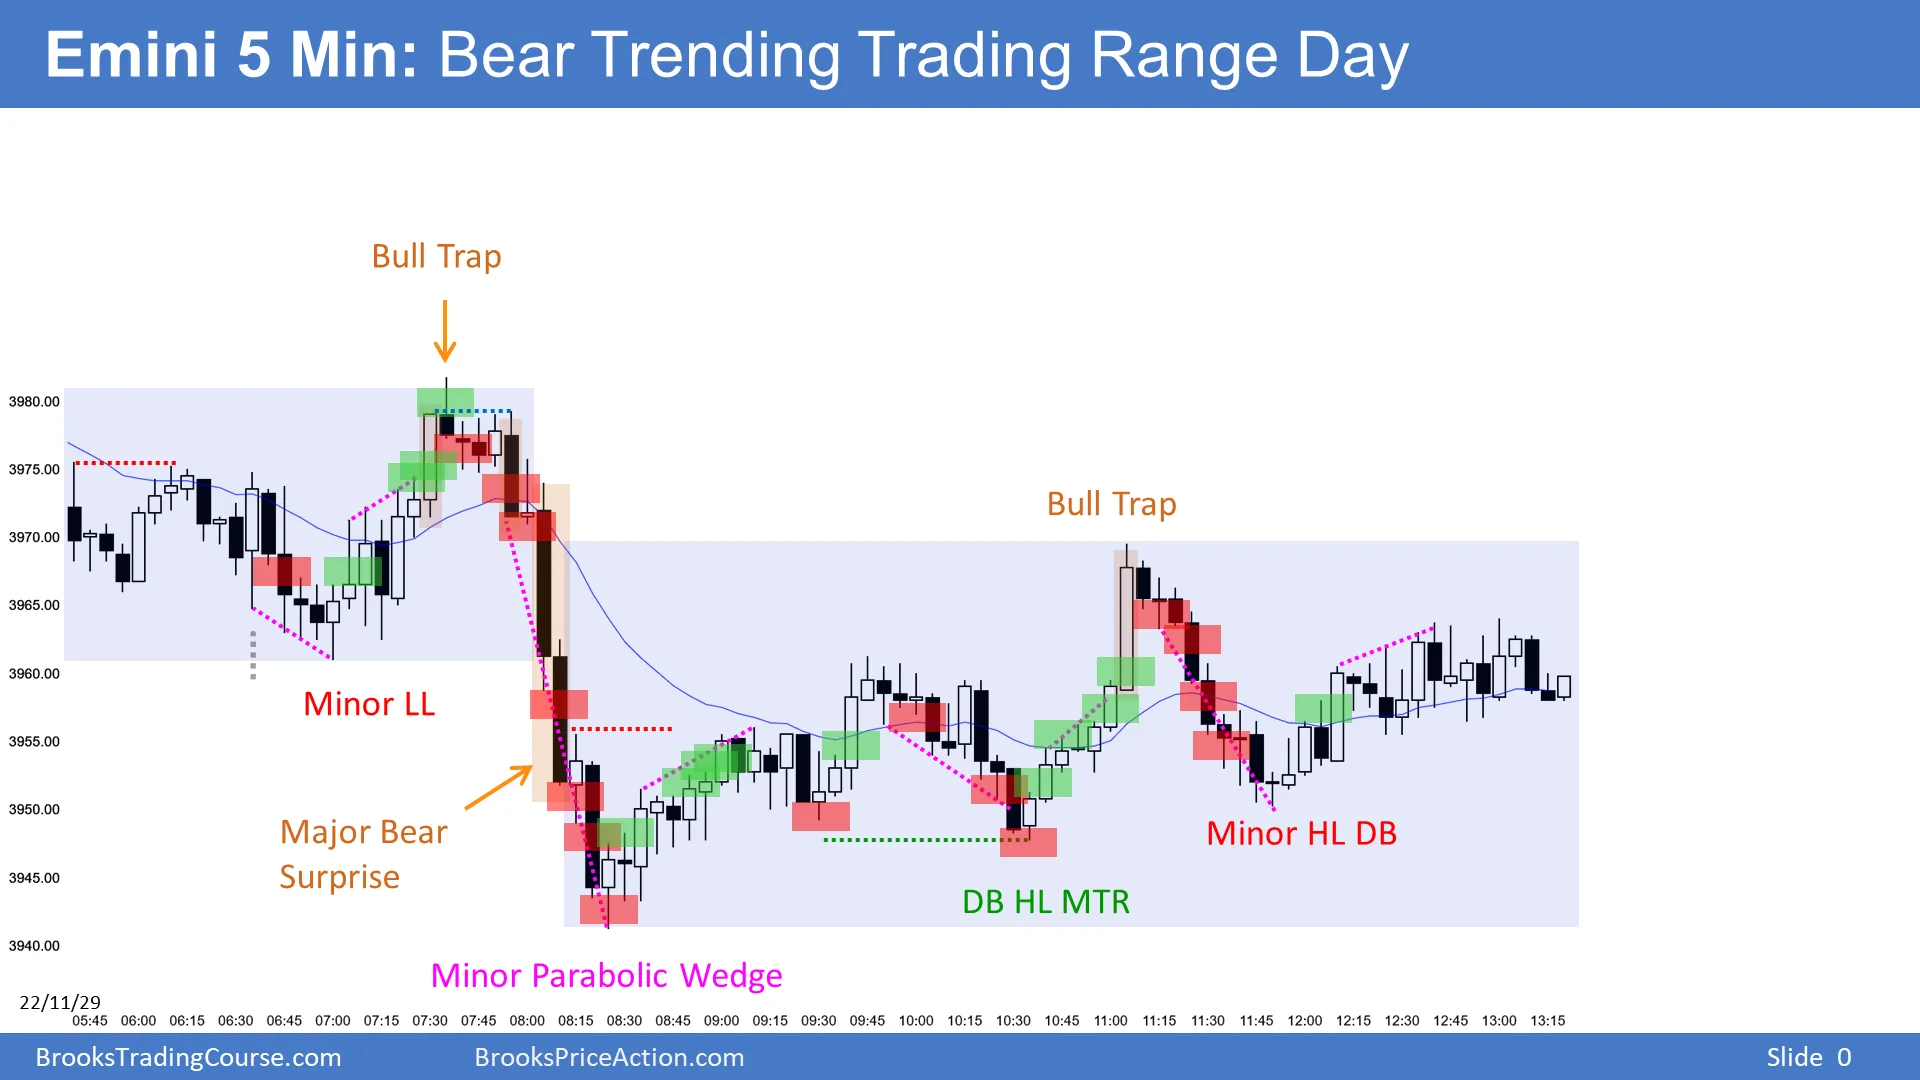 Emini 5 Min: Bear Trending Trading Range Day
Bull Trap
3980.00
3975.00
3970.00
3965.00
3960.00
3955.00
3950.00
3945.00
3940.00
Minor LL
Bull Trap
Major Bear
Surprise
Minor HL DB
DB HL MTR
Minor Parabolic Wedge
22/11/29
05:45 06:00 06:15 06:30 06:45 07:00 07:15 07:30 07:45 08:00 08:15 08:30 08:45 09:00 09:15 09:30 09:45 10:00 10:15 10:30 10:45 11:00 11:15 11:30 11:45 12:00 12:15 12:30 12:45 13:00 13:15
BrooksTradingCourse.com
BrooksPriceAction.com
Slide 0